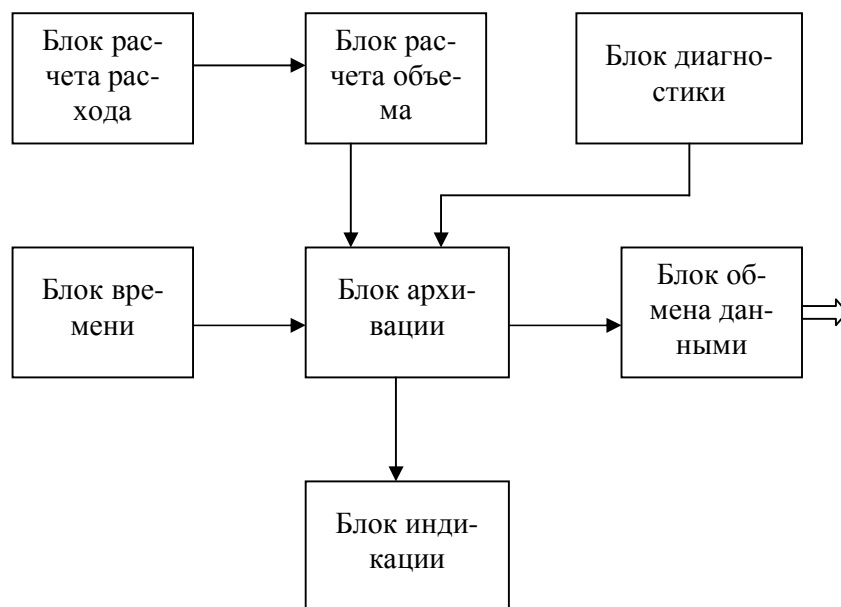 Блок рас-
чета рас-
хода
Блок рас-
чета объе-
ма
Блок диагно-
стики
Блок вре-
мени
Блок архи-
вации
Блок об-
мена дан-
ными
Блок инди-
кации